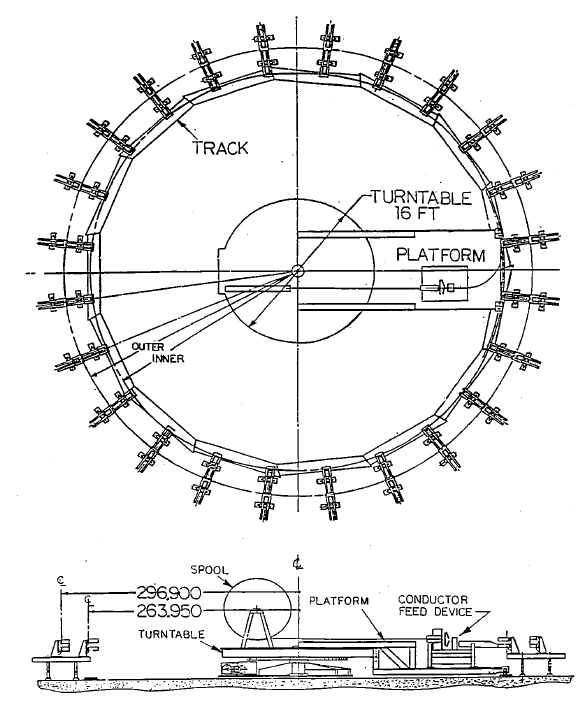 TRACK
TURNTABLE
16 FT
PLATFORM
OUTER
INNER
℄
SPOOL
℄
296,900
℄
263,950
PLATFORM
CONDUCTOR
FEED DEVICE
TURNTABLE